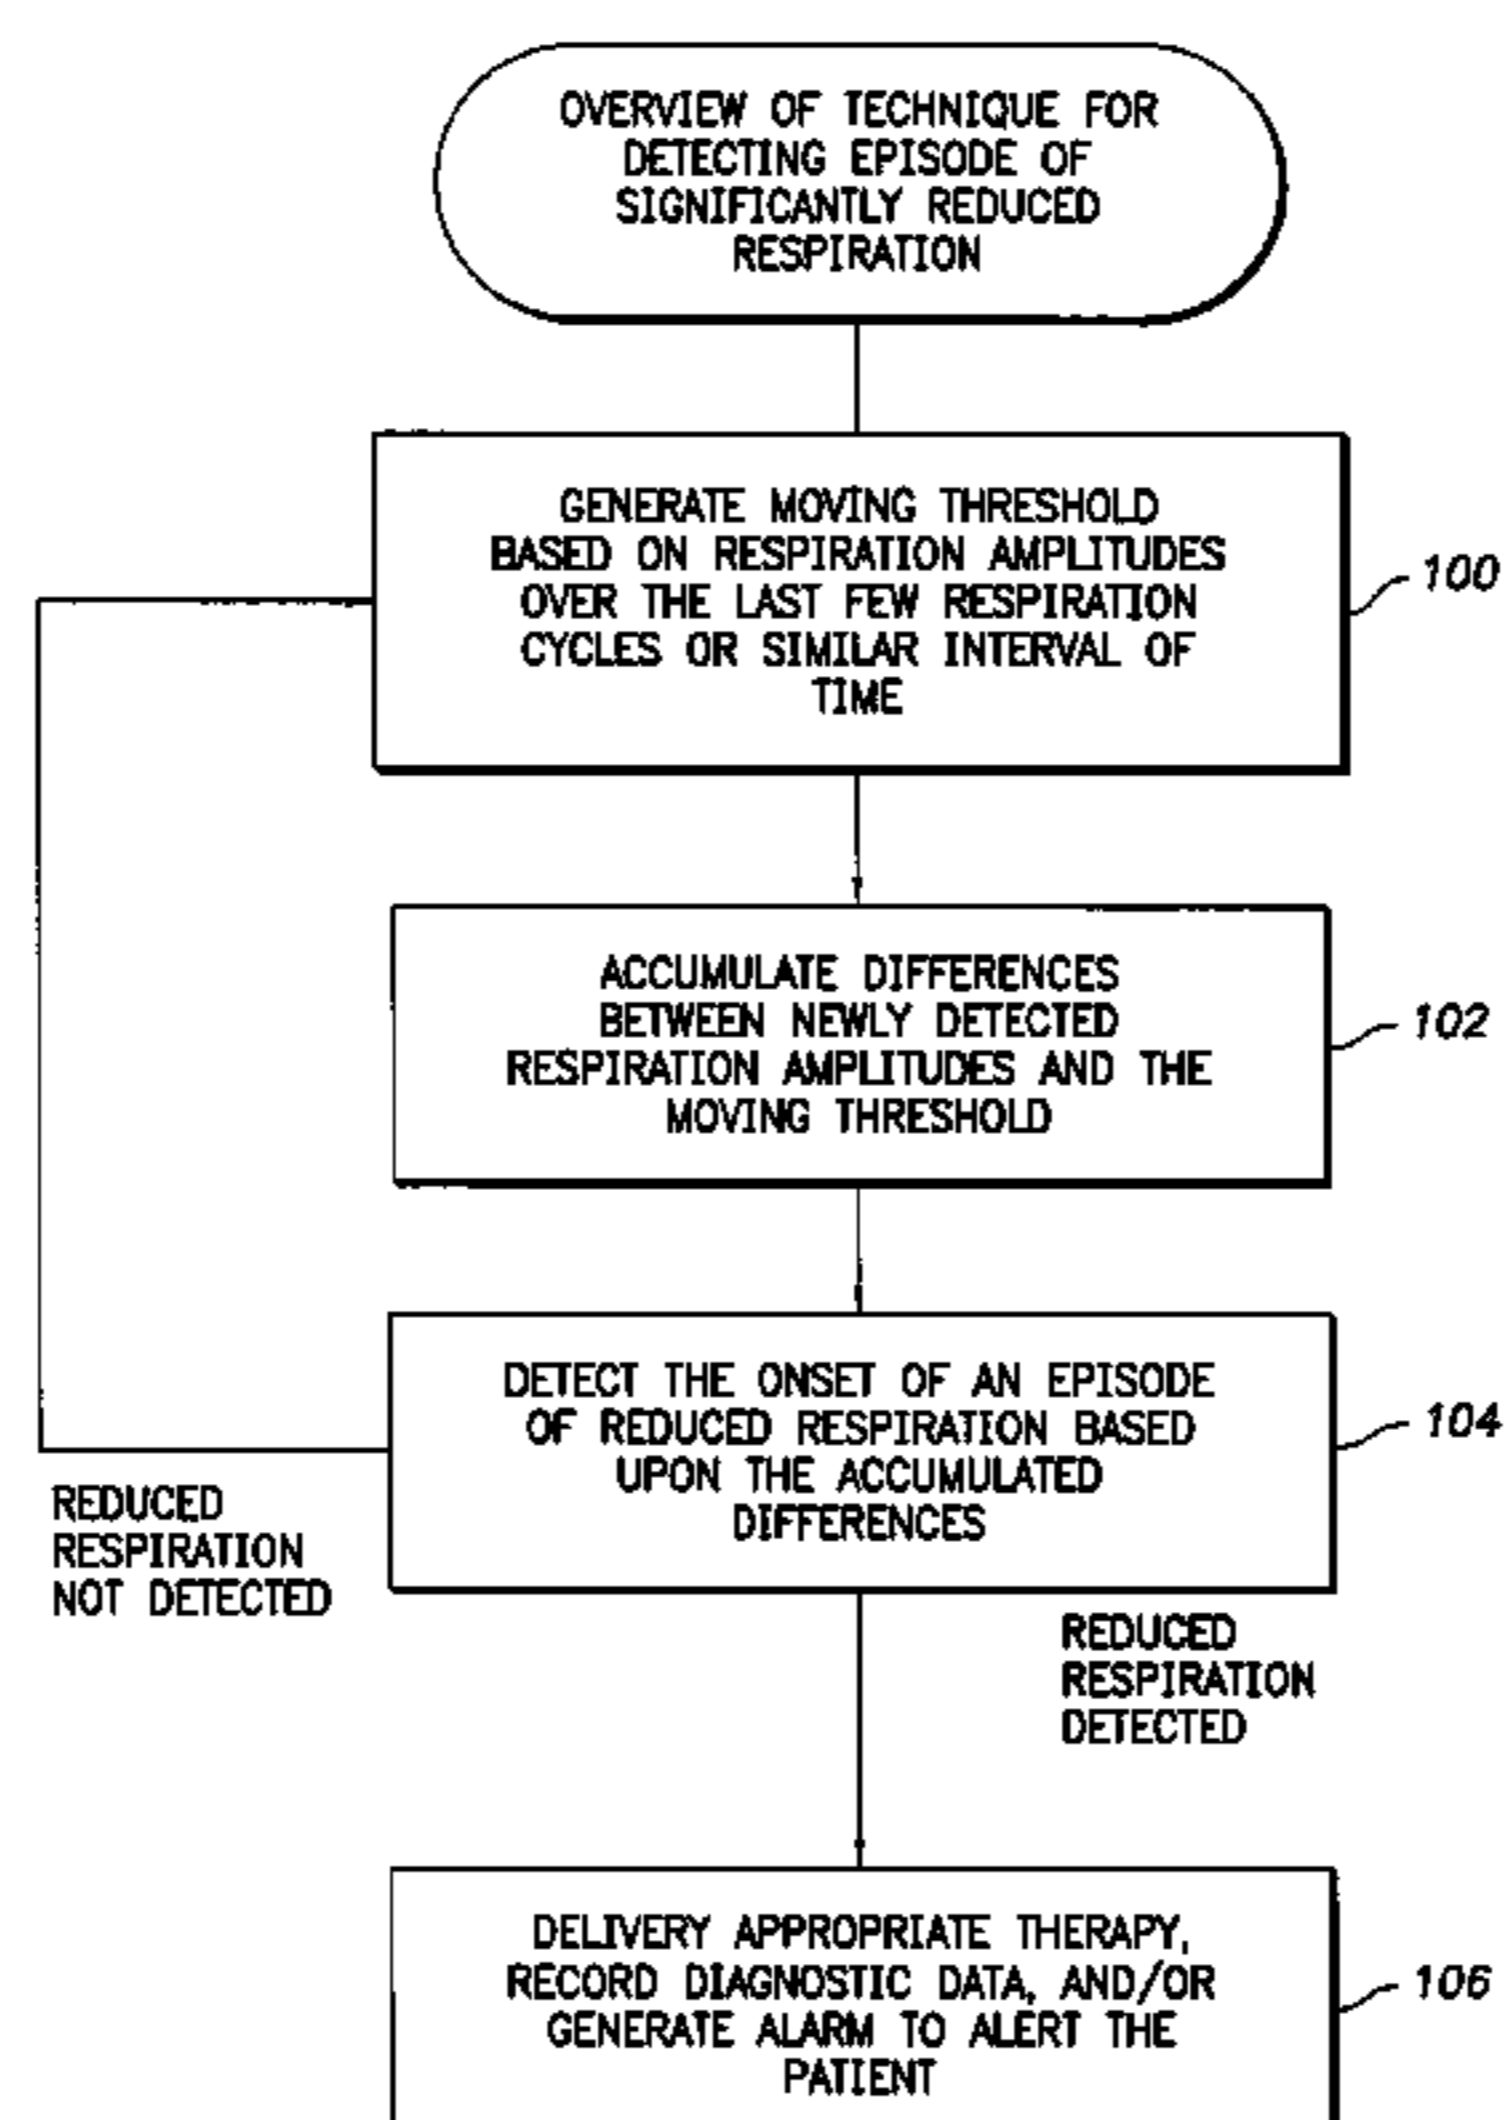 OVERVIEW OF TECHNIQUE FOR
DETECTING EPISODE OF
SIGNIFICANTLY REDUCED
RESPIRATION
GENERATE MOVING THRESHOLD
BASED ON RESPIRATION AMPLITUDES
OVER THE LAST FEW RESPIRATION
CYCLES OR SIMILAR INTERVAL OF
TIME
100
ACCUMULATE DIFFERENCES
BETWEEN NEWLY DETECTED
RESPIRATION AMPLITUDES AND THE
MOVING THRESHOLD
102
DETECT THE ONSET OF AN EPISODE
OF REDUCED RESPIRATION BASED
UPON THE ACCUMULATED
DIFFERENCES
104
REDUCED
RESPIRATION
NOT DETECTED
REDUCED
RESPIRATION
DETECTED
DELIVERY APPROPRIATE THERAPY,
RECORD DIAGNOSTIC DATA, AND/OR
GENERATE ALARM TO ALERT THE
PATIENT
106